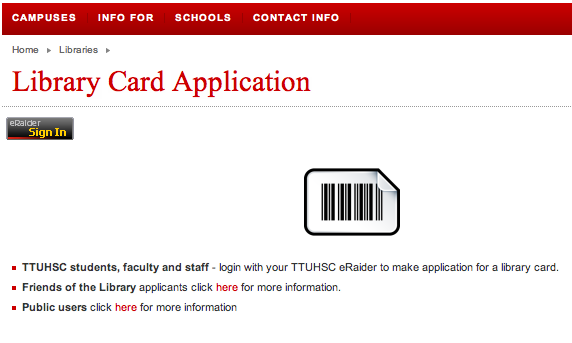 CAMPUSES INFO FOR SCHOOLS CONTACT INFO
Home Libraries
Library Card Application
eRaider
Sign In
TTUHSC students, faculty and staff - login with your TTUHSC eRaider to make application for a library card.
Friends of the Library applicants click here for more information.
Public users click here for more information